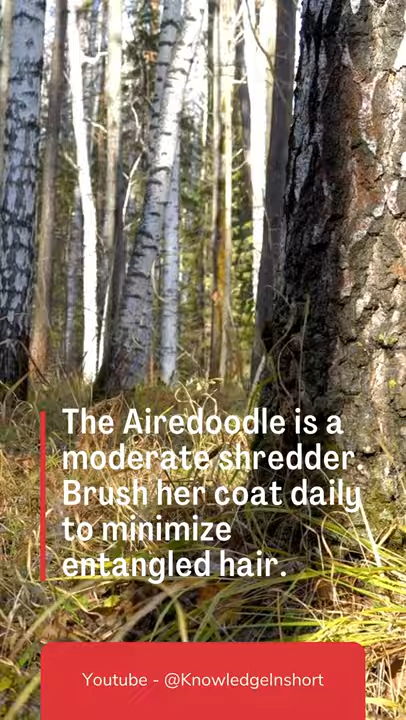 The Airedoodle is a
moderate shredder.
Brush her coat daily
to minimize
entangled hair.
Youtube - @KnowledgeInshort